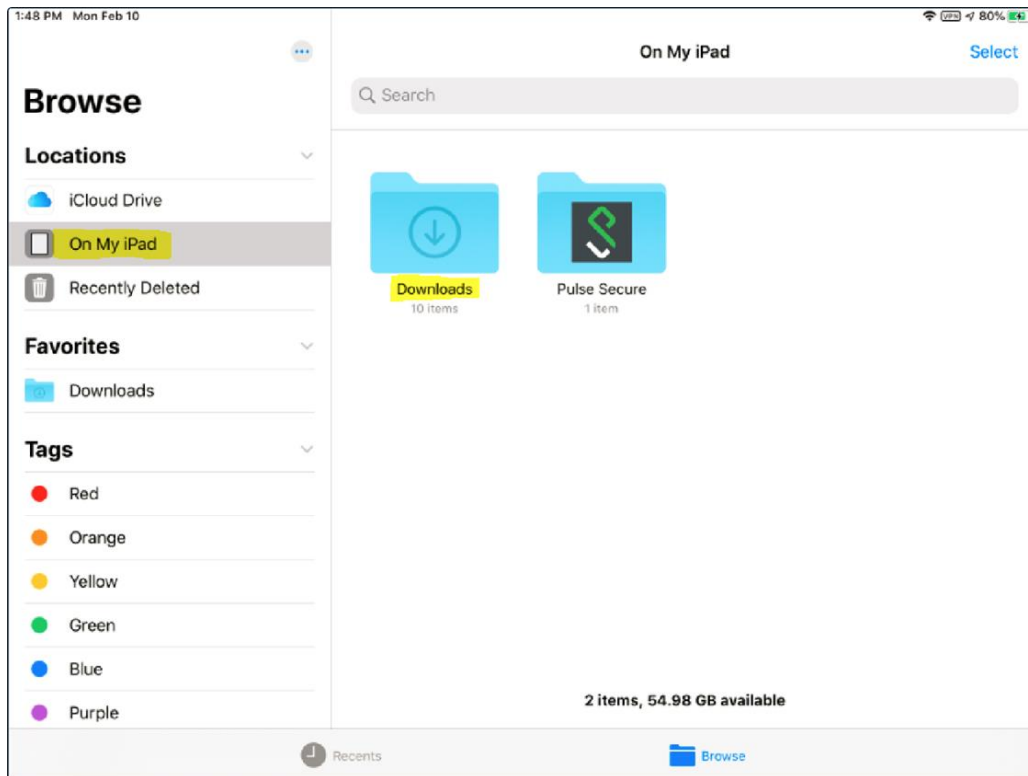 1:48 PM Mon Feb 10
VPN 80%
Browse
Locations
iCloud Drive
On My iPad
Recently Deleted
Favorites
Downloads
Tags
Red
Orange
Yellow
Green
Blue
Purple
On My iPad
Select
Search
Downloads
10 items
Pulse Secure
1 item
2 items, 54.98 GB available
Recents
Browse